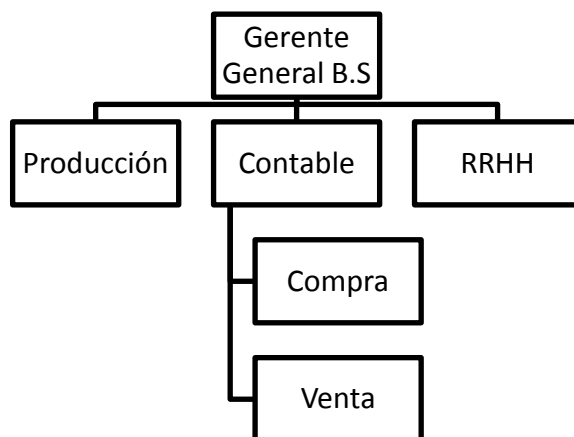 Gerente
General B.S
Producción
Contable
RRHH
Compra
Venta